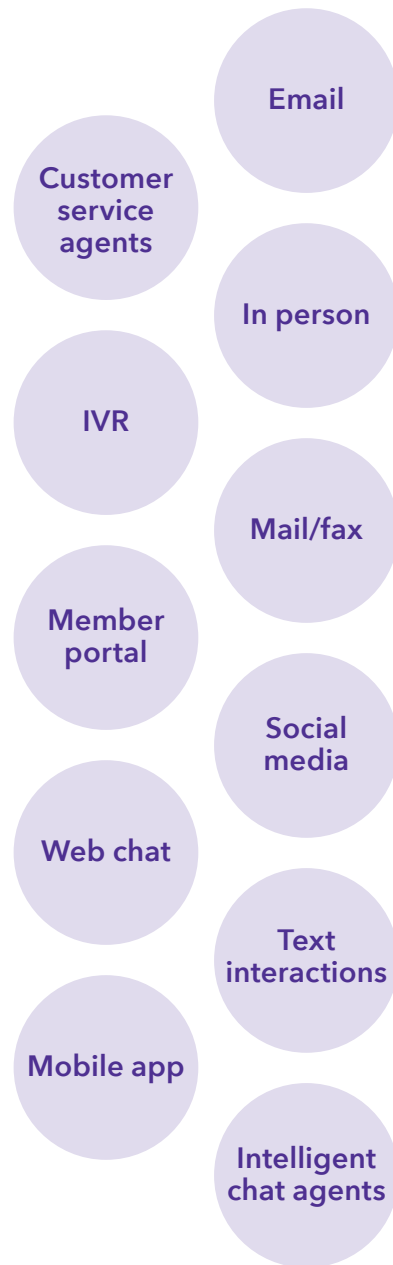 Email
Customer
service
agents
In person
IVR
Mail/fax
Member
portal
Social
media
Web chat
Text
interactions
Mobile app
Intelligent
chat agents